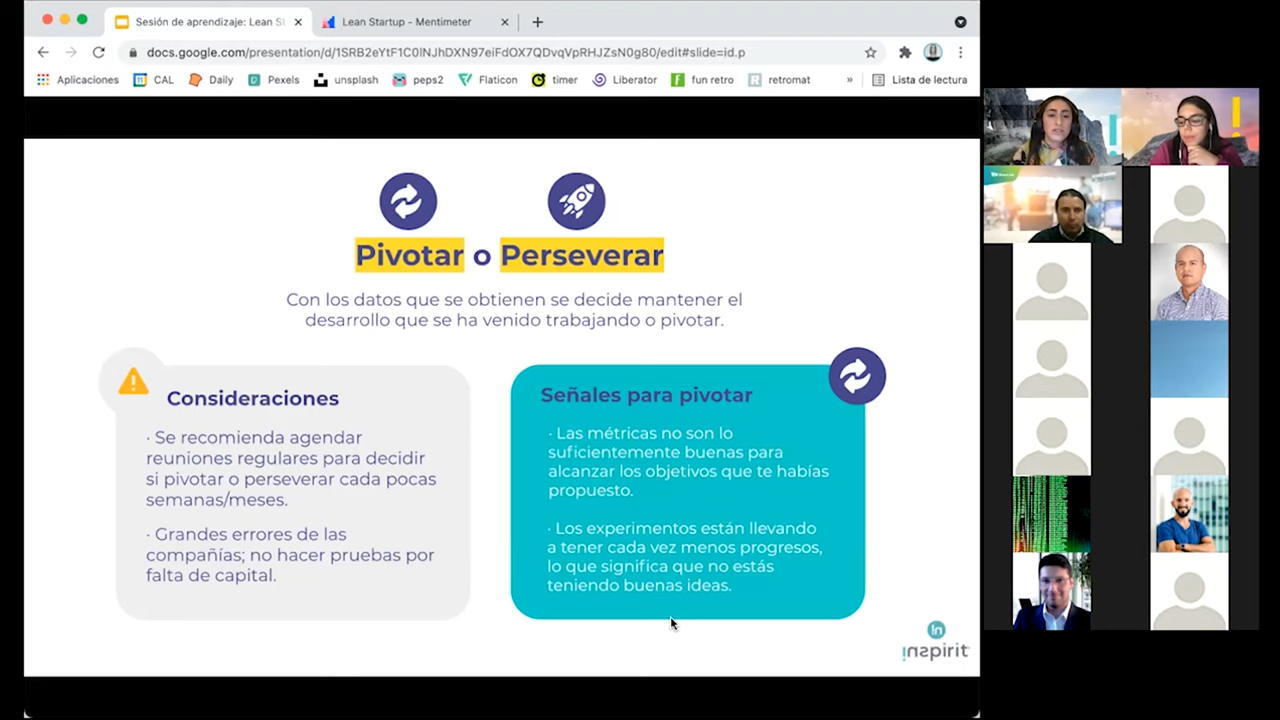 Sesión de aprendizaje: Lean S
Lean Startup - Mentimeter
docs.google.com/presentation/d/1SRB2eYtF1C0INJhDXN97eiFdOX7QDvqVpRHJZsN0g80/edit#slide=id.p
Aplicaciones
CAL
Daily
Pexels
unsplash
peps2
Flaticon
timer
Liberator
fun retro
retromat
»
Lista de lectura
Pivotar o Perseverar
Con los datos que se obtienen se decide mantener el
desarrollo que se ha venido trabajando o pivotar.
Consideraciones
· Se recomienda agendar
reuniones regulares para decidir
si pivotar o perseverar cada pocas
semanas/meses.
· Grandes errores de las
compañías; no hacer pruebas por
falta de capital.
Señales para pivotar
· Las métricas no son lo
suficientemente buenas para
alcanzar los objetivos que te habías
propuesto.
· Los experimentos están llevando
a tener cada vez menos progresos,
lo que significa que no estás
teniendo buenas ideas.
inspirit